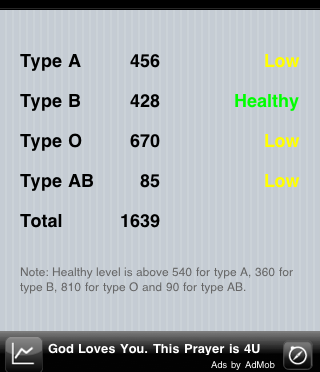 Type A 456 Low
Type B 428 Healthy
Type O 670 Low
Type AB 85 Low
Total 1639
Note: Healthy level is above 540 for type A, 360 for
type B, 810 for type O and 90 for type AB.
God Loves You. This Prayer is 4U
Ads by AdMob